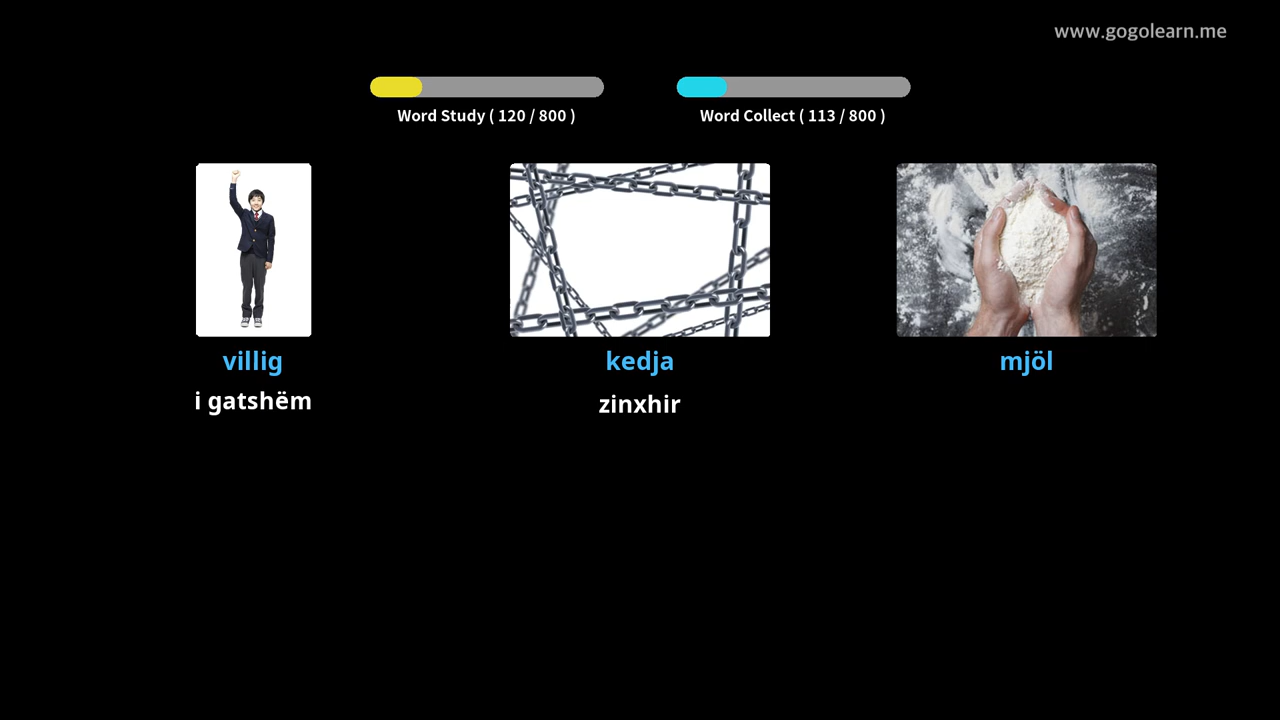 www.gogolearn.me
Word Study ( 120 / 800 )
Word Collect ( 113 / 800 )
villig
kedja
mjöl
i gatshëm
zinxhir